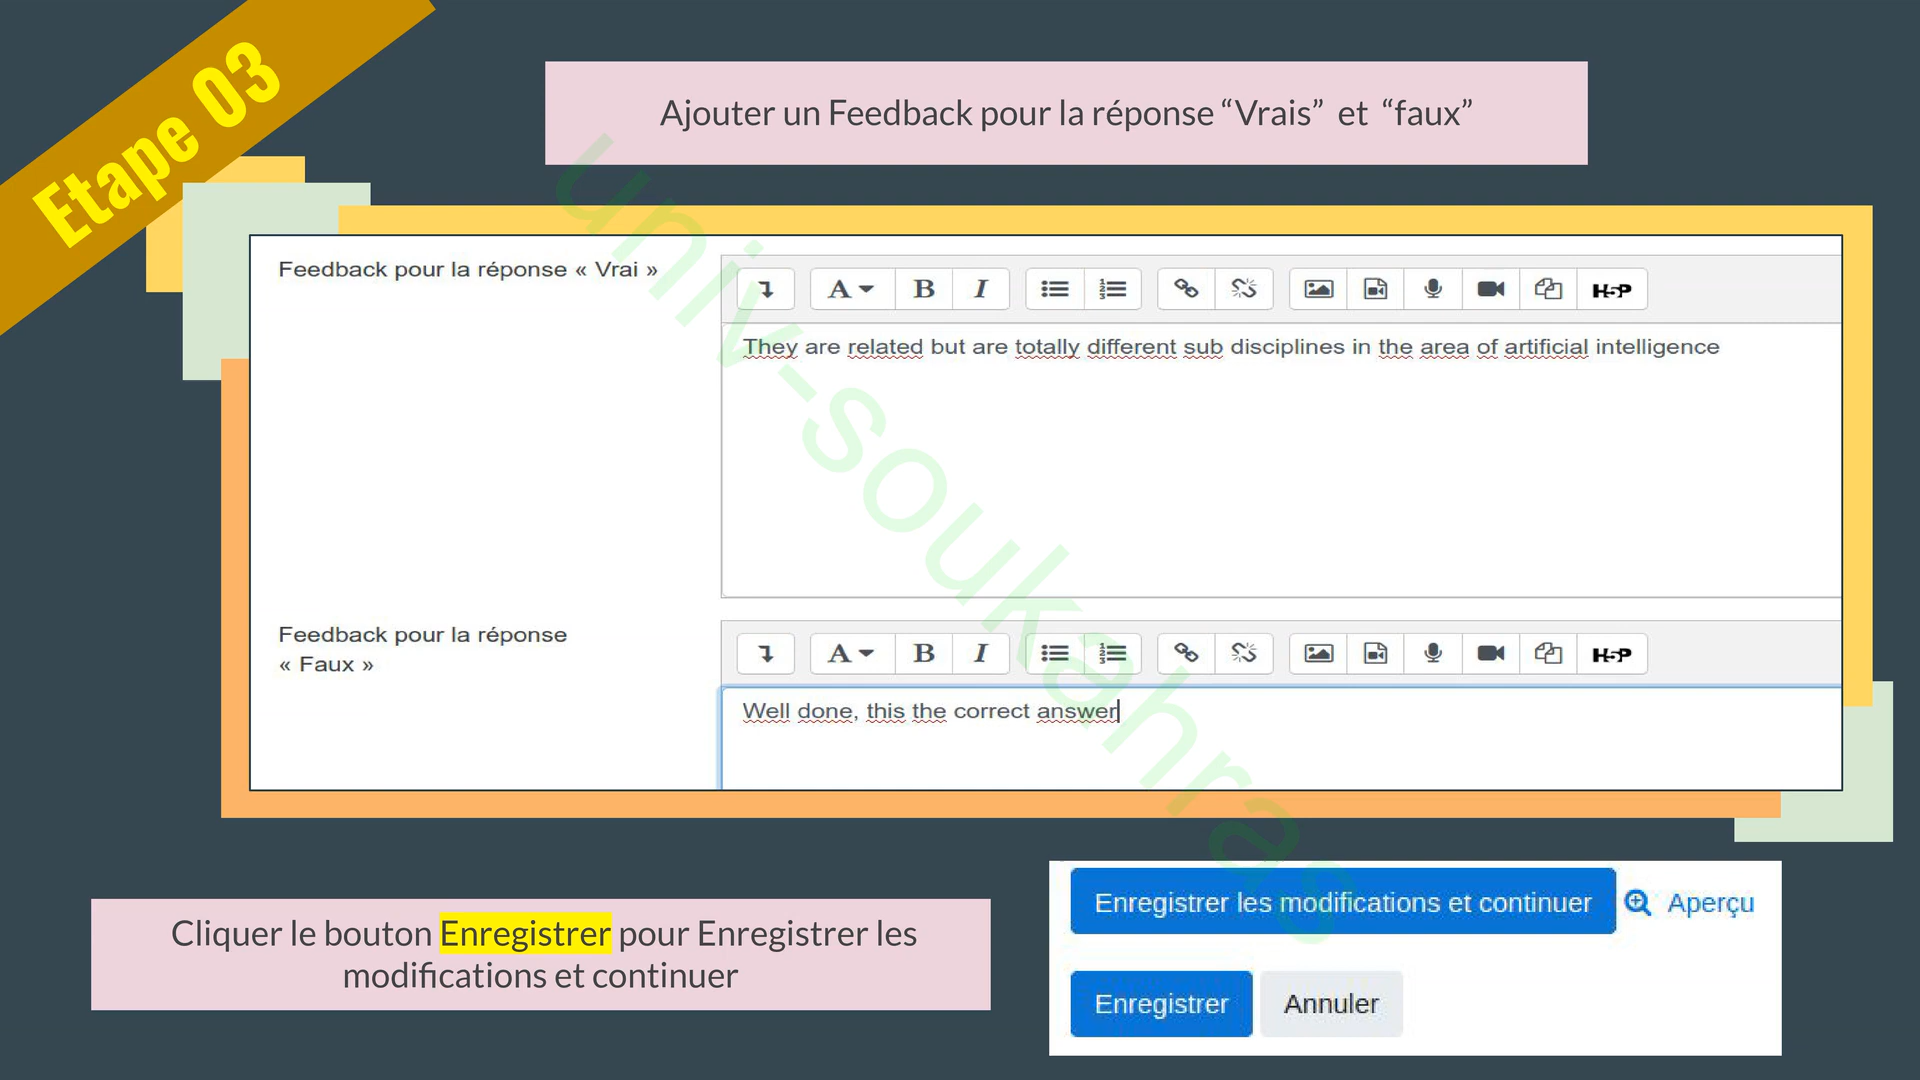 Etape 03
Ajouter un Feedback pour la réponse “Vrais” et “faux”
Feedback pour la réponse « Vrai »
A B I H5P
They are related but are totally different sub disciplines in the area of artificial intelligence
Feedback pour la réponse
« Faux »
A B I H5P
Well done, this the correct answer
univ-soukahras
Cliquer le bouton Enregistrer pour Enregistrer les
modifications et continuer
Enregistrer les modifications et continuer Aperçu
Enregistrer Annuler